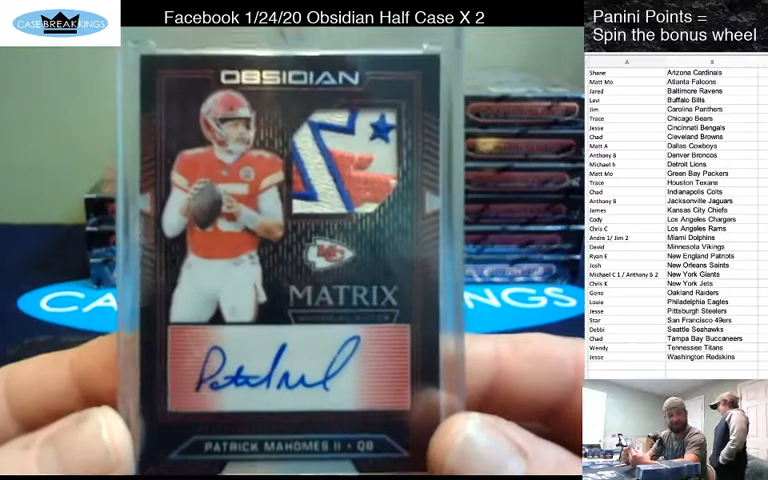 CASE BREAK KINGS
Facebook 1/24/20 Obsidian Half Case X 2
Panini Points =
Spin the bonus wheel
OBSIDIAN
15
MATRIX
PATRICK MAHOMES II • QB
CA
NGS
A B
Shane Arizona Cardinals
Matt Mo Atlanta Falcons
Jared Baltimore Ravens
Levi Buffalo Bills
Jim Carolina Panthers
Trace Chicago Bears
Jesse Cincinnati Bengals
Chad Cleveland Browns
Matt A Dallas Cowboys
Anthony B Denver Broncos
Michael h Detroit Lions
Matt Mo Green Bay Packers
Trace Houston Texans
Chad Indianapolis Colts
Anthony B Jacksonville Jaguars
James Kansas City Chiefs
Cody Los Angeles Chargers
Chris C Los Angeles Rams
Andre 1/ Jim 2 Miami Dolphins
David Minnesota Vikings
Ryan E New England Patriots
Josh New Orleans Saints
Michael C 1 / Anthony B 2 New York Giants
Chris K New York Jets
Gene Oakland Raiders
Louie Philadelphia Eagles
Jesse Pittsburgh Steelers
Star San Francisco 49ers
Debbi Seattle Seahawks
Chad Tampa Bay Buccaneers
Wendy Tennessee Titans
Jesse Washington Redskins